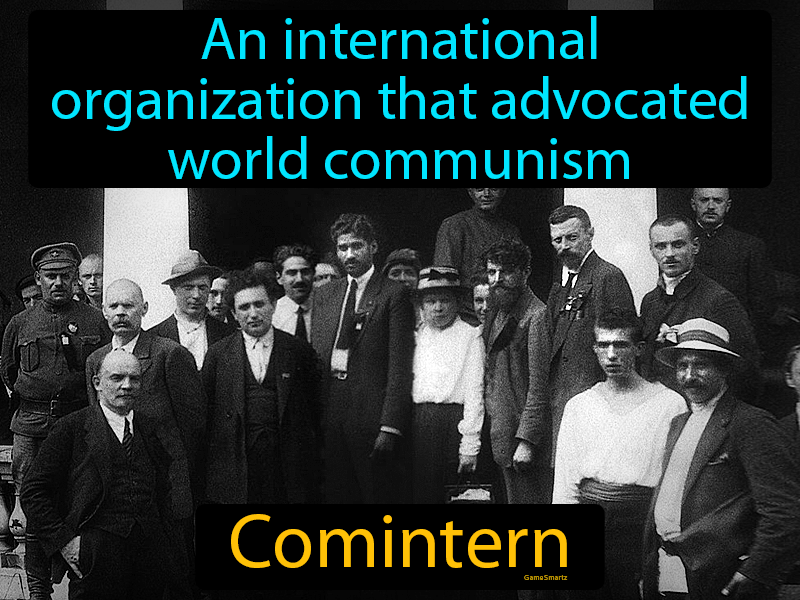 An international
organization that advocated
world communism
Comintern
GameSmartz